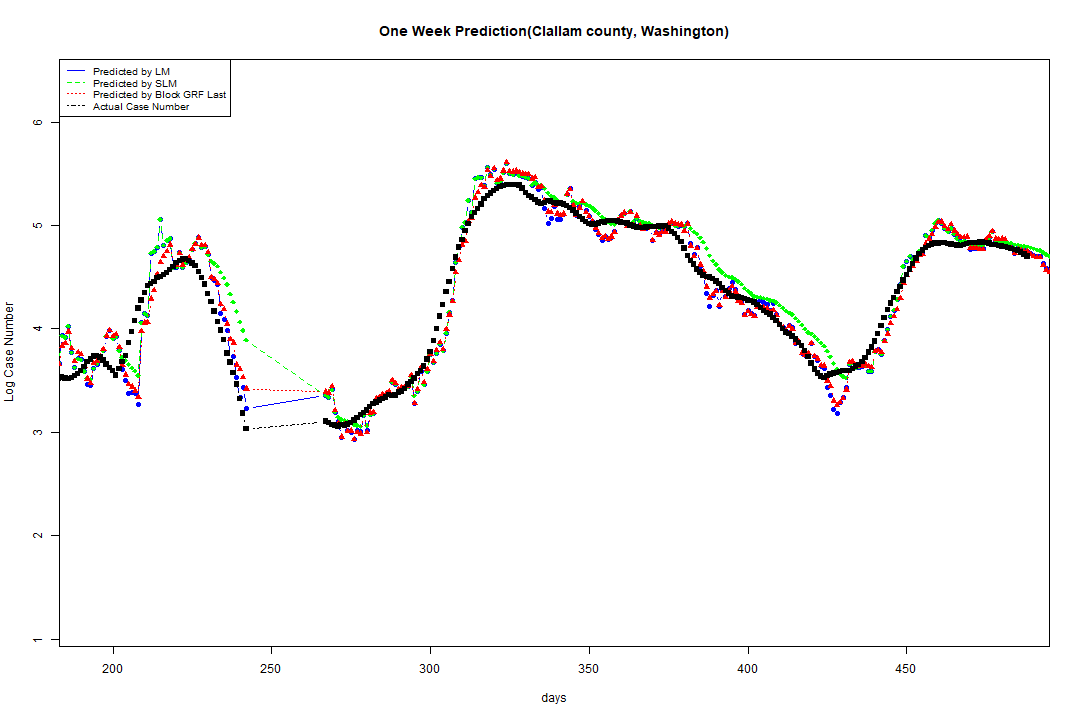 One Week Prediction(Clallam county, Washington)
Predicted by LM
Predicted by SLM
Predicted by Block GRF Last
Actual Case Number
6
5
4
3
2
1
Log Case Number
200
250
300
350
400
450
days